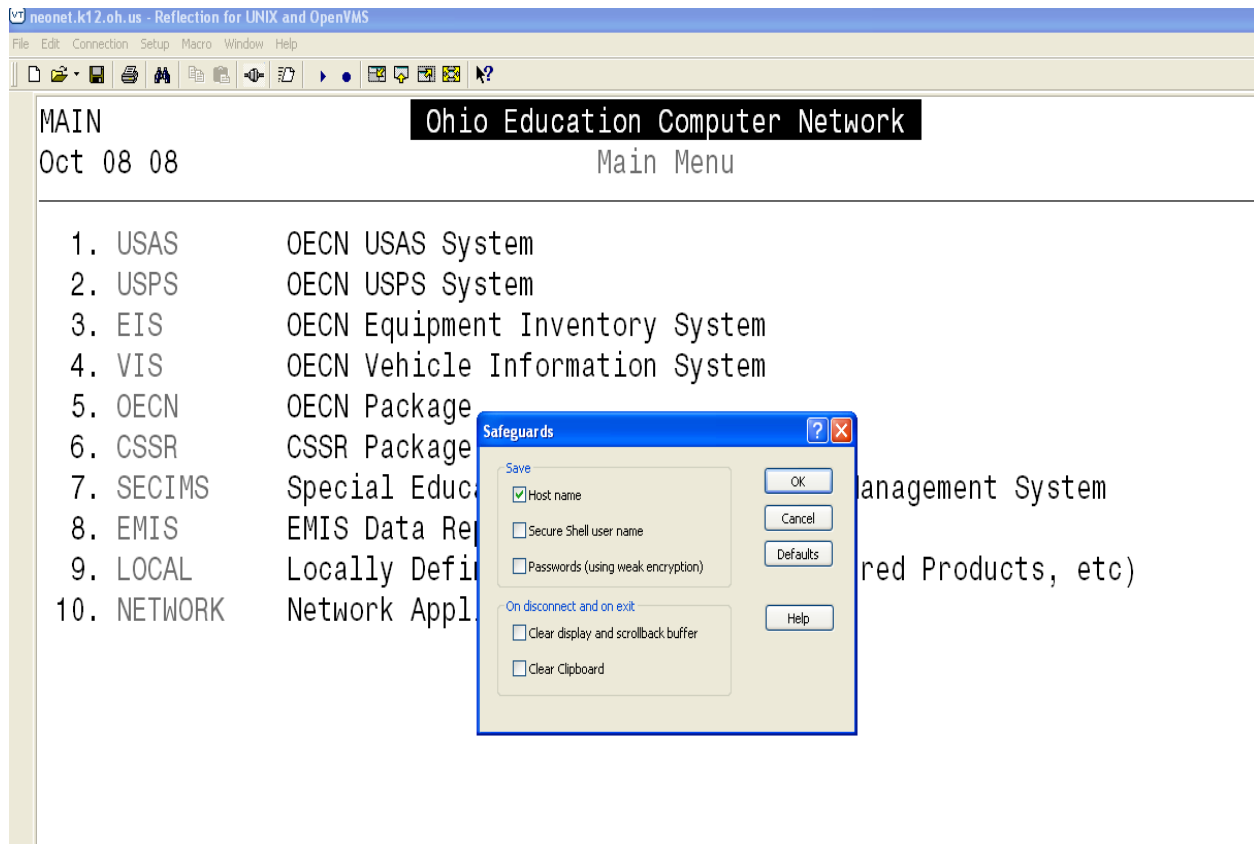 neonet.k12.oh.us - Reflection for UNIX and OpenVMS
File Edit Connection Setup Macro Window Help
MAIN Ohio Education Computer Network
Oct 08 08 Main Menu
1. USAS OECN USAS System
2. USPS OECN USPS System
3. EIS OECN Equipment Inventory System
4. VIS OECN Vehicle Information System
5. OECN OECN Package
6. CSSR CSSR Package
7. SECIMS Special Educ anagement System
8. EMIS EMIS Data Rep
9. LOCAL Locally Defin red Products, etc)
10. NETWORK Network Appl
Safeguards
Save
Host name
Secure Shell user name
Passwords (using weak encryption)
On disconnect and on exit
Clear display and scrollback buffer
Clear Clipboard
OK
Cancel
Defaults
Help